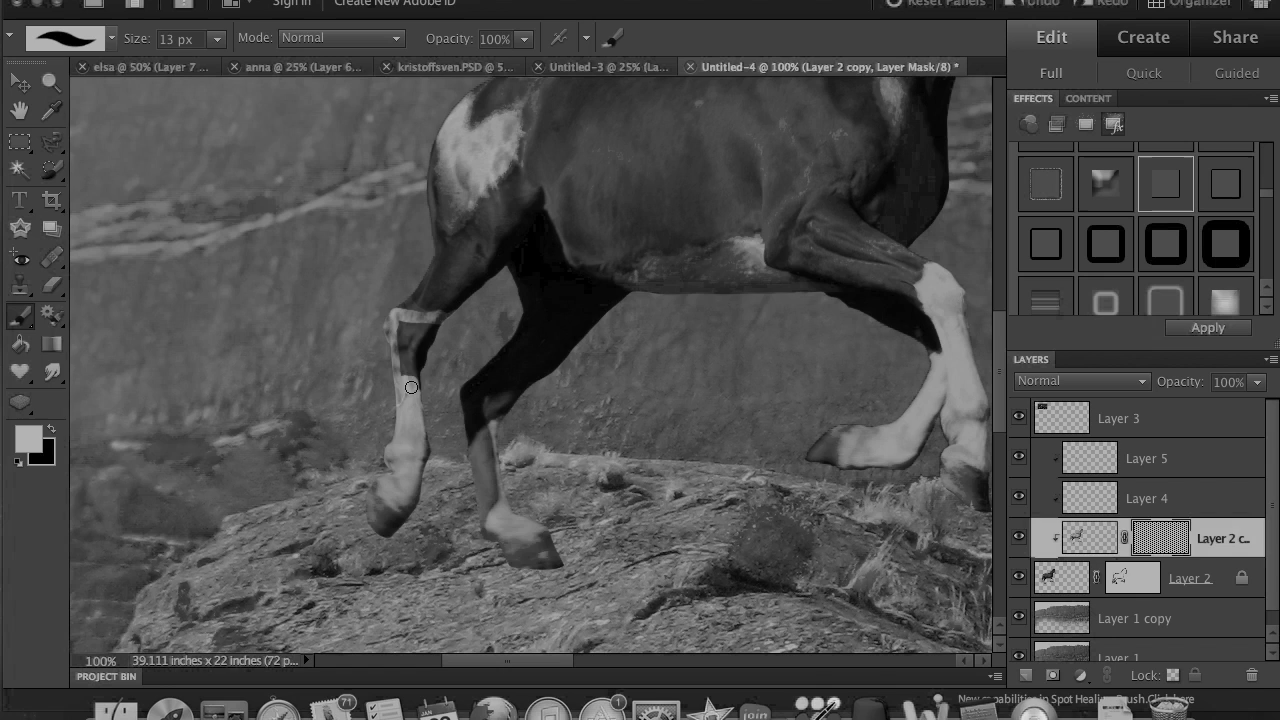 Sign In Create New Adobe ID Reset Panels Undo Redo Organizer
Size: 13 px Mode: Normal Opacity: 100%
Edit Create Share
elsa @ 50% (Layer 7 ... anna @ 25% (Layer 6... kristoffsven.PSD @ 5... Untitled-3 @ 25% (La... Untitled-4 @ 100% (Layer 2 copy, Layer Mask/8) *
Full Quick Guided
EFFECTS CONTENT
Apply
LAYERS
Normal Opacity: 100%
Layer 3
Layer 5
Layer 4
Layer 2 c...
Layer 2
Layer 1 copy
Layer 1
100% 39.111 inches x 22 inches (72 p...
Lock:
PROJECT BIN
New capabilities in Spot Healing Brush.Click here
71
1
JAN
join